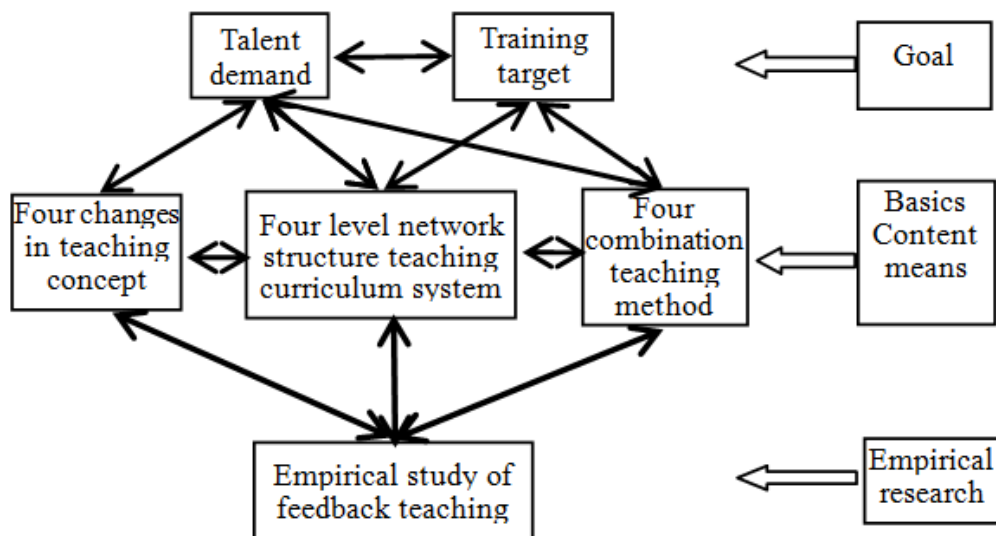 Talent
demand
Training
target
Goal
Four changes
in teaching
concept
Four level network
structure teaching
curriculum system
Four
combination
teaching
method
Basics
Content
means
Empirical study of
feedback teaching
Empirical
research